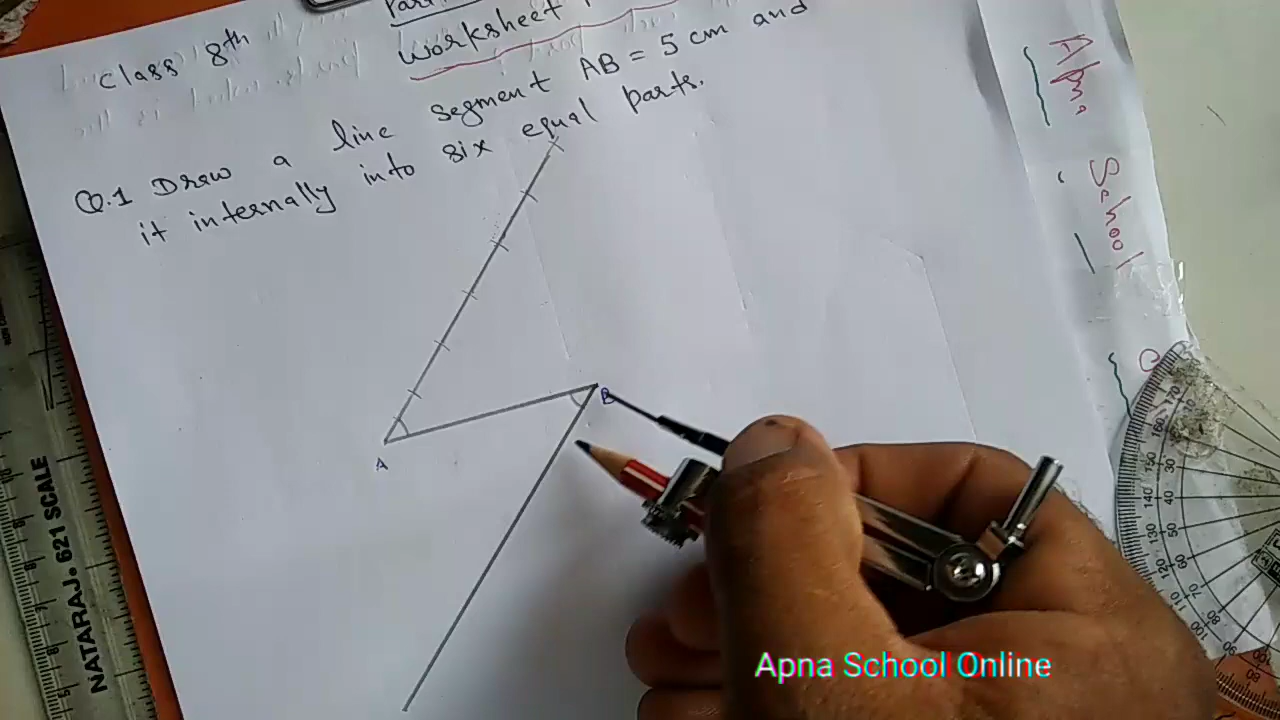 Class 8th
Worksheet
Q.1 Draw a line segment AB = 5 cm and
it internally into six equal parts.
A
B
Apna School
NATARAJ. 621 SCALE
Apna School Online